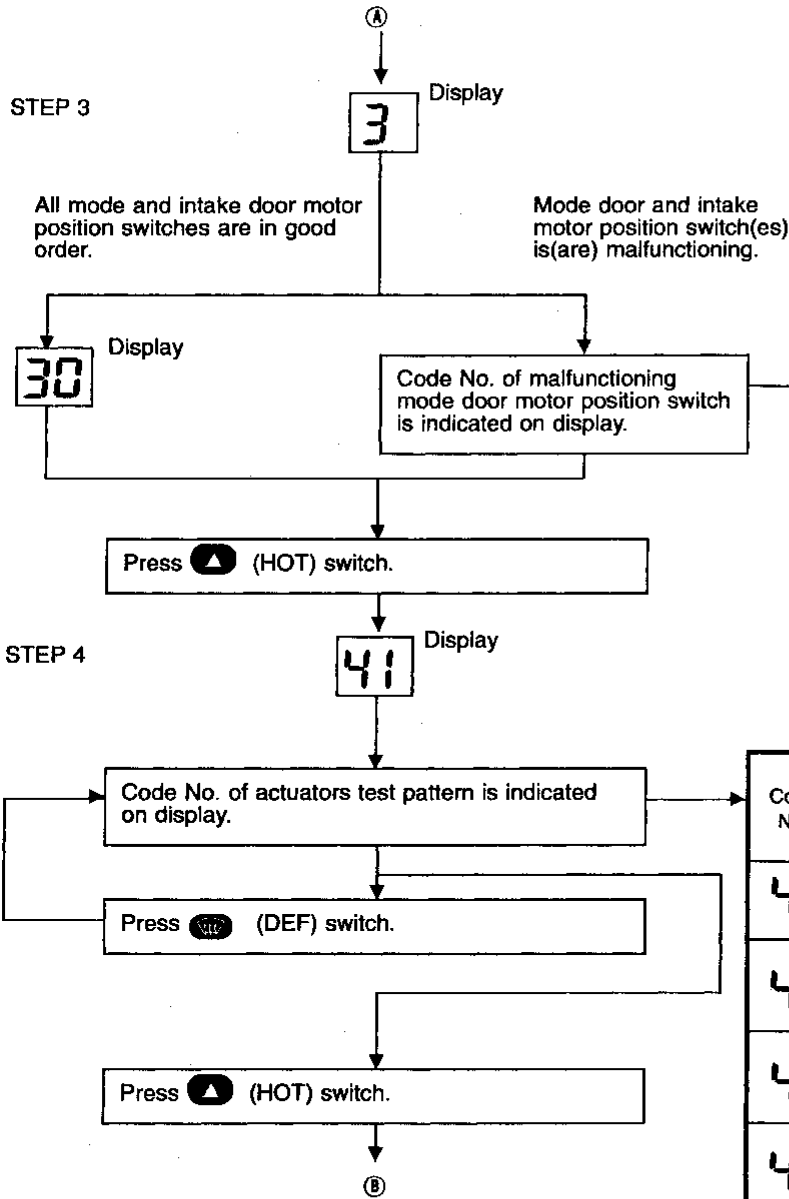 Ⓐ
STEP 3
Display
3
All mode and intake door motor
position switches are in good
order.
Mode door and intake
motor position switch(es)
is(are) malfunctioning.
30
Display
Code No. of malfunctioning
mode door motor position switch
is indicated on display.
Press (HOT) switch.
STEP 4
Display
41
Code No. of actuators test pattern is indicated
on display.
Press (DEF) switch.
Press (HOT) switch.
Ⓑ